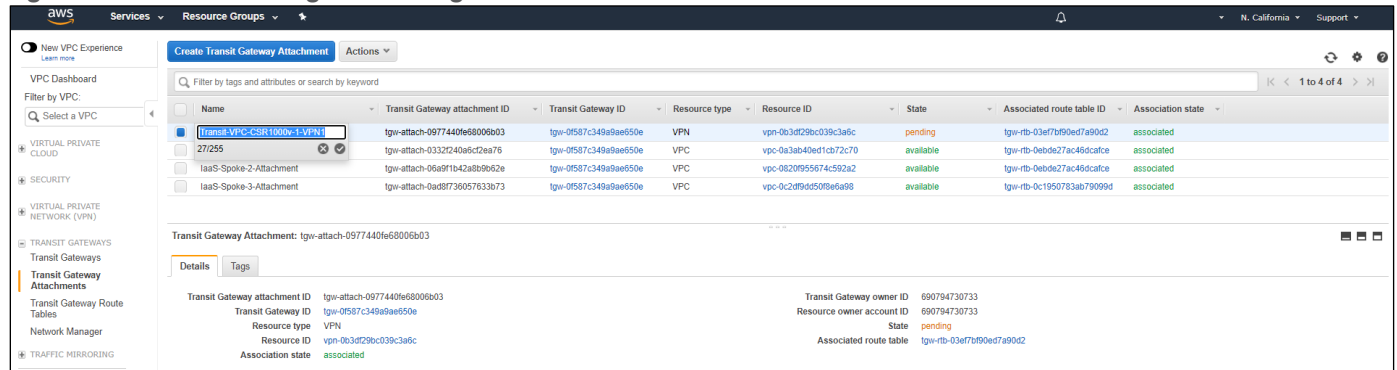 aws Services Resource Groups N. California Support
New VPC Experience
Learn more
Create Transit Gateway Attachment Actions
VPC Dashboard
Filter by VPC:
Select a VPC
Filter by tags and attributes or search by keyword
1 to 4 of 4
Name Transit Gateway attachment ID Transit Gateway ID Resource type Resource ID State Associated route table ID Association state
Transit-VPC-CSR1000v-1-VPN1 tgw-attach-0977440fe68006b03 tgw-0f587c349a9ae650e VPN vpn-0b3df29bc039c3a6c pending tgw-rtb-03ef7bf90ed7a90d2 associated
27/255 tgw-attach-0332f240a6cf2ea76 tgw-0f587c349a9ae650e VPC vpc-0a3ab40ed1cb72c70 available tgw-rtb-0ebde27ac46dcafce associated
IaaS-Spoke-2-Attachment tgw-attach-06a9f1b42a8b9b62e tgw-0f587c349a9ae650e VPC vpc-0820f955674c592a2 available tgw-rtb-0ebde27ac46dcafce associated
IaaS-Spoke-3-Attachment tgw-attach-0ad8f736057633b73 tgw-0f587c349a9ae650e VPC vpc-0c2df9dd50f8e6a98 available tgw-rtb-0c1950783ab79099d associated
VIRTUAL PRIVATE
CLOUD
SECURITY
VIRTUAL PRIVATE
NETWORK (VPN)
TRANSIT GATEWAYS
Transit Gateways
Transit Gateway
Attachments
Transit Gateway Route
Tables
Network Manager
TRAFFIC MIRRORING
Transit Gateway Attachment: tgw-attach-0977440fe68006b03
Details Tags
Transit Gateway attachment ID tgw-attach-0977440fe68006b03 Transit Gateway owner ID 690794730733
Transit Gateway ID tgw-0f587c349a9ae650e Resource owner account ID 690794730733
Resource type VPN State pending
Resource ID vpn-0b3df29bc039c3a6c Associated route table tgw-rtb-03ef7bf90ed7a90d2
Association state associated